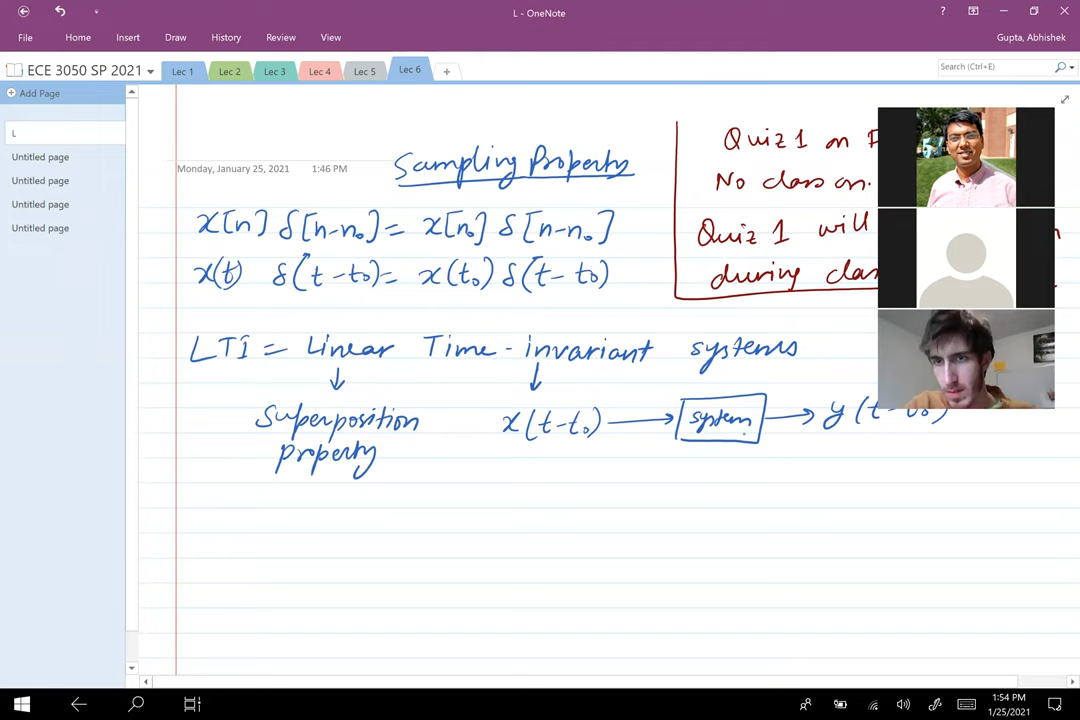 L - OneNote
File Home Insert Draw History Review View
Gupta, Abhishek
ECE 3050 SP 2021 Lec 1 Lec 2 Lec 3 Lec 4 Lec 5 Lec 6
Search (Ctrl+E)
Add Page
L
Untitled page
Untitled page
Untitled page
Untitled page
Monday, January 25, 2021 1:46 PM
Sampling Property
x[n] δ[n-n₀] = x[n₀] δ[n-n₀]
x(t) δ(t-t₀) = x(t₀) δ(t-t₀)
Quiz 1 on
No class on.
Quiz 1 will
during class
LTI = Linear Time-invariant systems
↓ ↓
Superposition
property
x(t-t₀) → system → y(t-t₀)
1:54 PM
1/25/2021